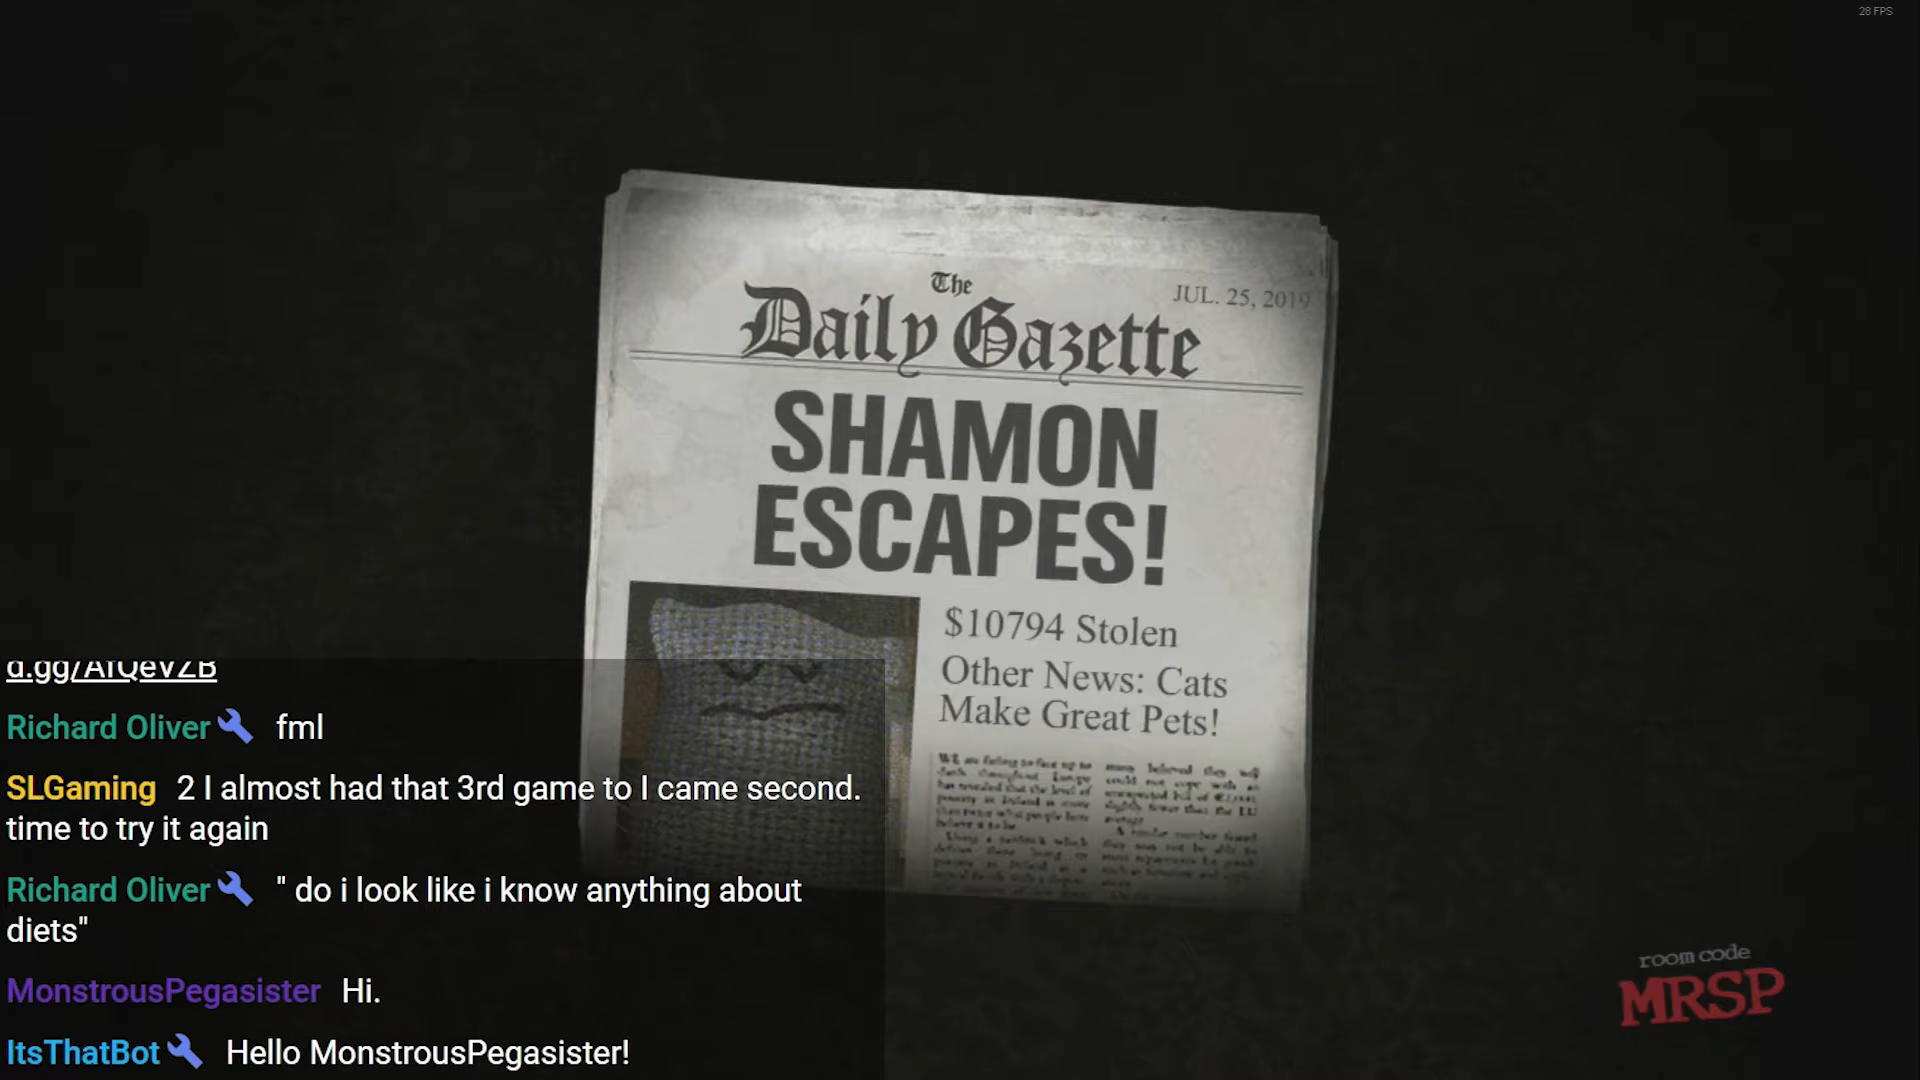 28 FPS
The
Daily Gazette
JUL. 25, 2019
SHAMON
ESCAPES!
$10794 Stolen
Other News: Cats
Make Great Pets!
Richard Oliver fml
SLGaming 2 I almost had that 3rd game to I came second.
time to try it again
Richard Oliver " do i look like i know anything about
diets"
MonstrousPegasister Hi.
ItsThatBot Hello MonstrousPegasister!
room code
MRSP